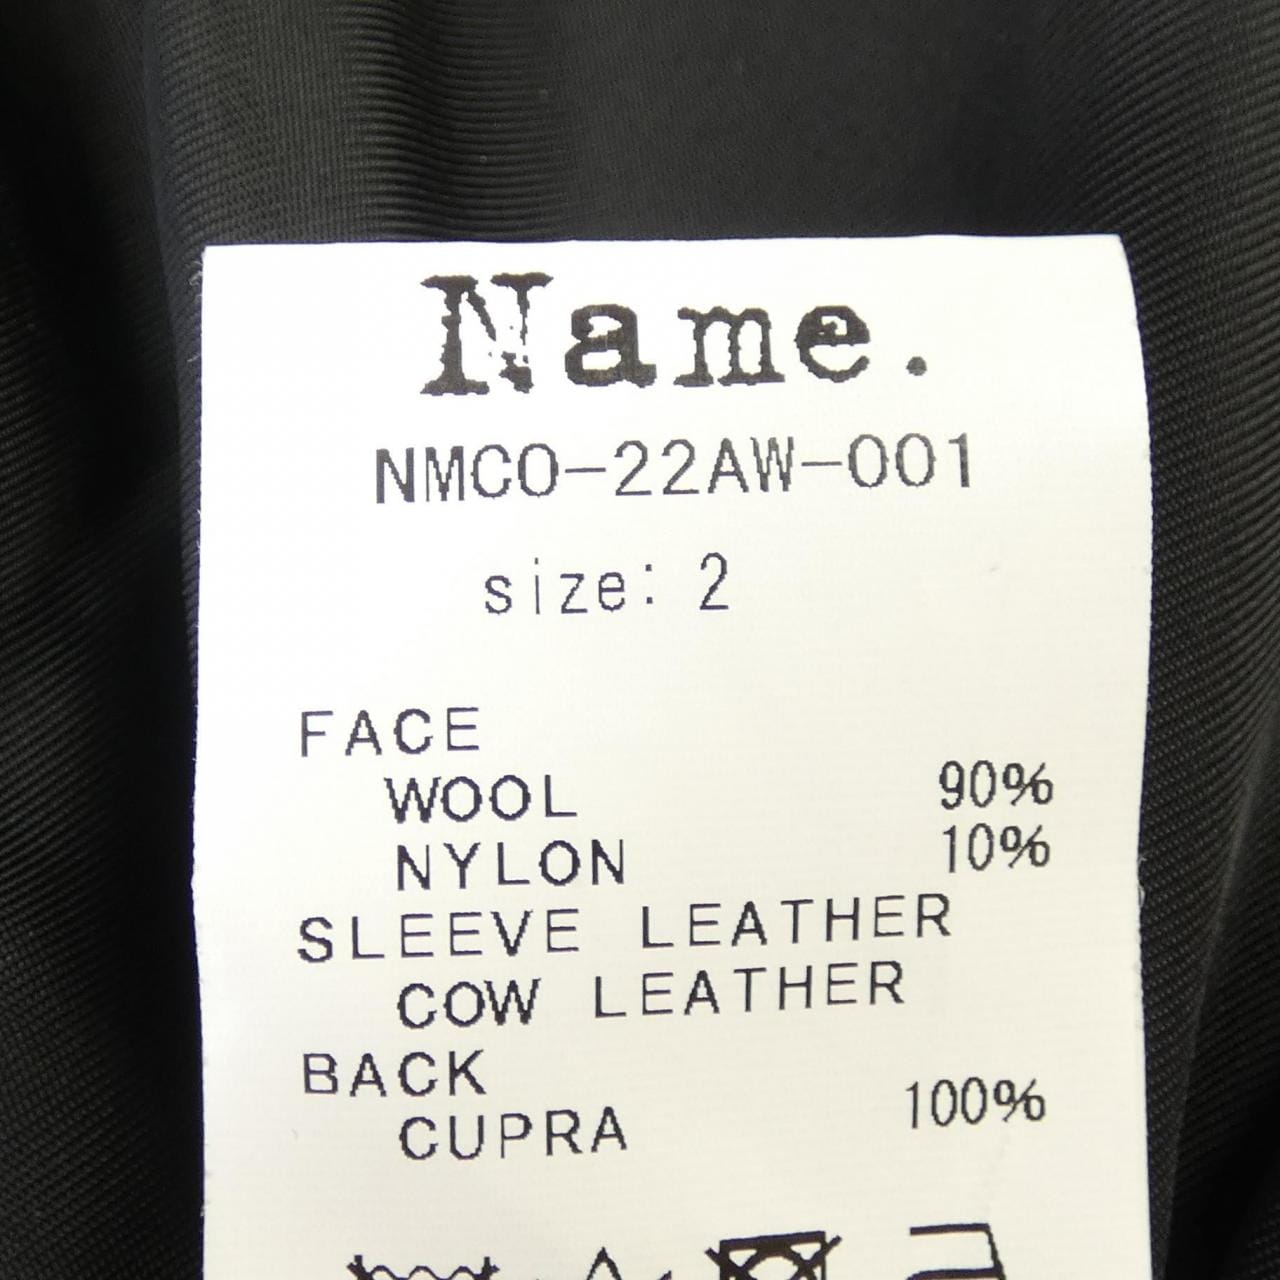 Name.
NMCO-22AW-001
size: 2
FACE
WOOL 90%
NYLON 10%
SLEEVE LEATHER
COW LEATHER
BACK
CUPRA 100%